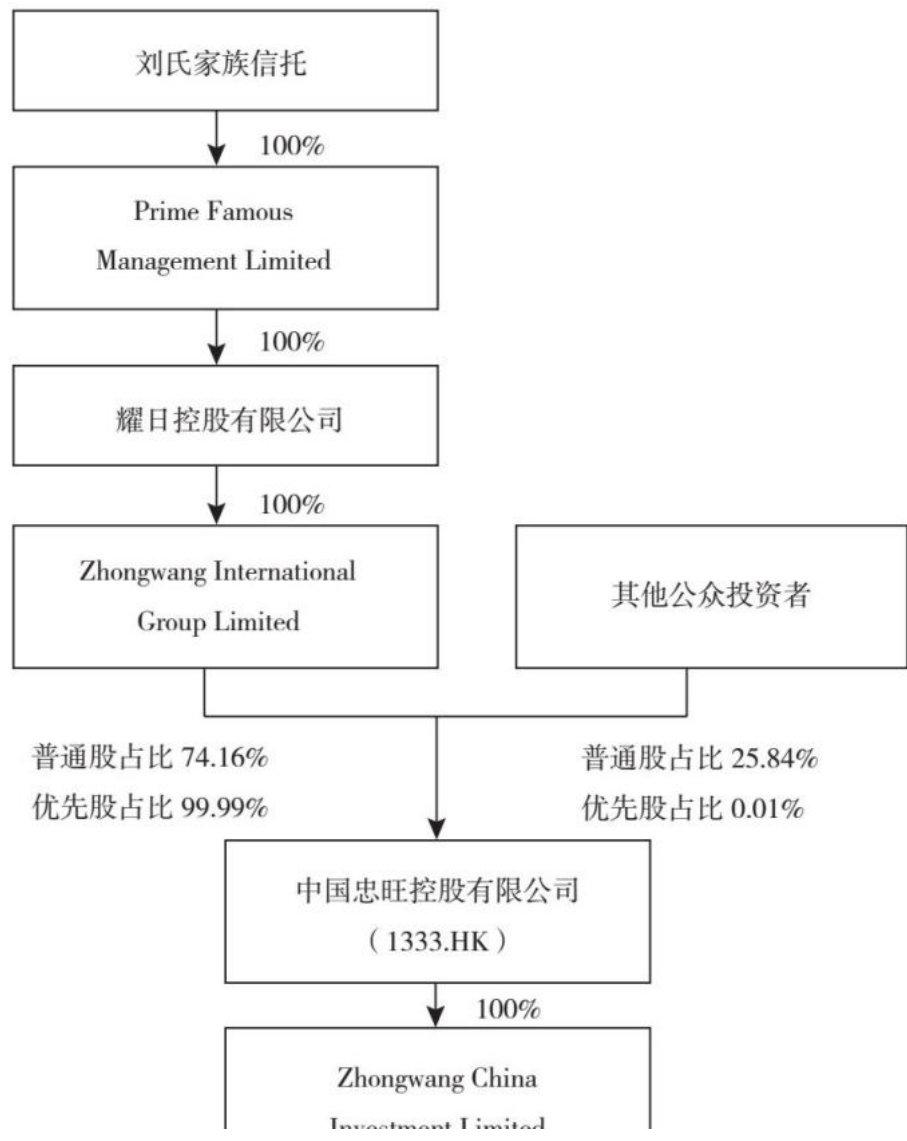 刘氏家族信托
100%
Prime Famous
Management Limited
100%
耀日控股有限公司
100%
Zhongwang International
Group Limited
其他公众投资者
普通股占比 74.16%
优先股占比 99.99%
普通股占比 25.84%
优先股占比 0.01%
中国忠旺控股有限公司
（1333.HK）
100%
Zhongwang China
Investment Limited